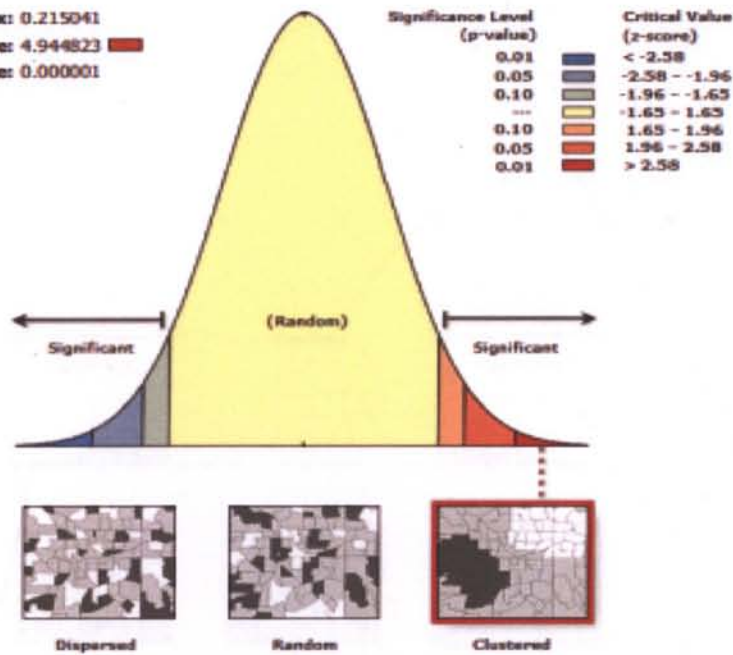 x: 0.215041
e: 4.944823
e: 0.000001
Significance Level
(p-value)
Critical Value
(z-score)
0.01 < -2.58
0.05 -2.58 - -1.96
0.10 -1.96 - -1.65
--- -1.65 - 1.65
0.10 1.65 - 1.96
0.05 1.96 - 2.58
0.01 > 2.58
(Random)
Significant
Significant
Dispersed
Random
Clustered